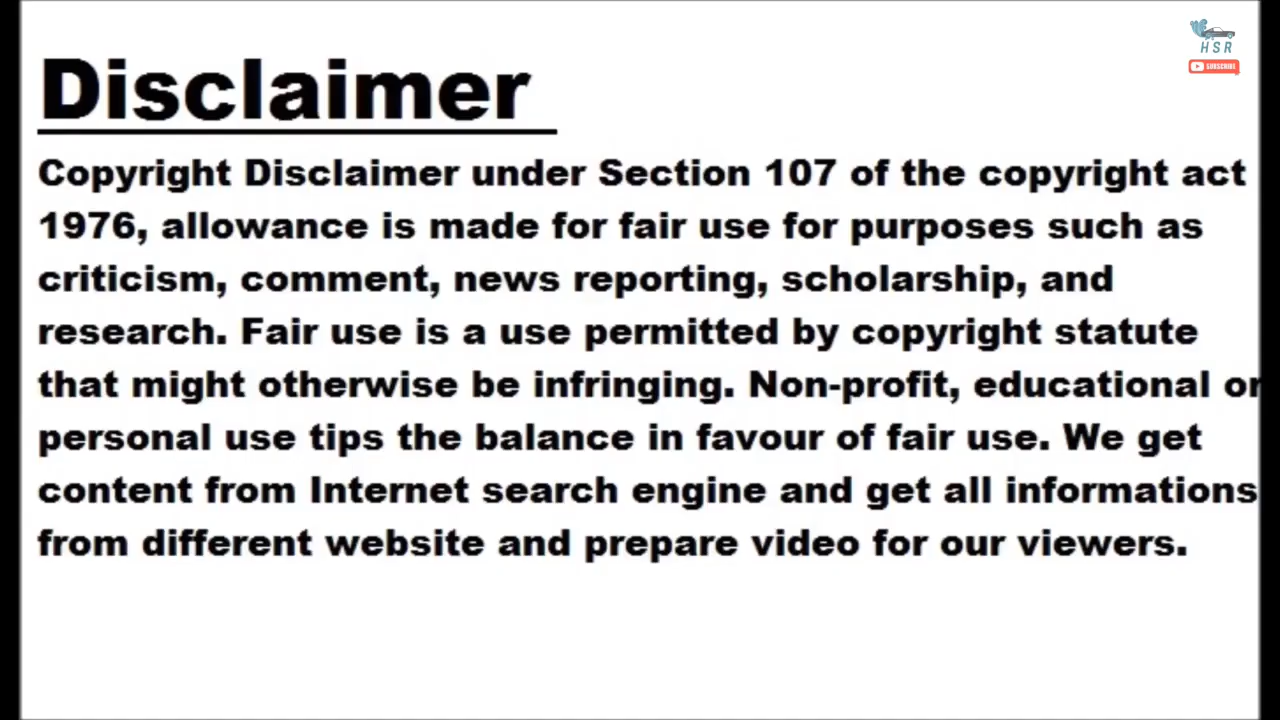 HSR
SUBSCRIBE
Disclaimer
Copyright Disclaimer under Section 107 of the copyright act
1976, allowance is made for fair use for purposes such as
criticism, comment, news reporting, scholarship, and
research. Fair use is a use permitted by copyright statute
that might otherwise be infringing. Non-profit, educational or
personal use tips the balance in favour of fair use. We get
content from Internet search engine and get all informations
from different website and prepare video for our viewers.